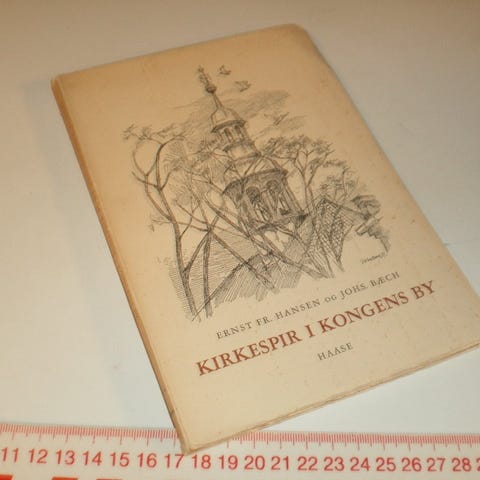 ERNST FR. HANSEN OG JOHS. BÆCH
KIRKESPIR I KONGENS BY
HAASE
11 12 13 14 15 16 17 18 19 20 21 22 23 24 25 26 27 28 29